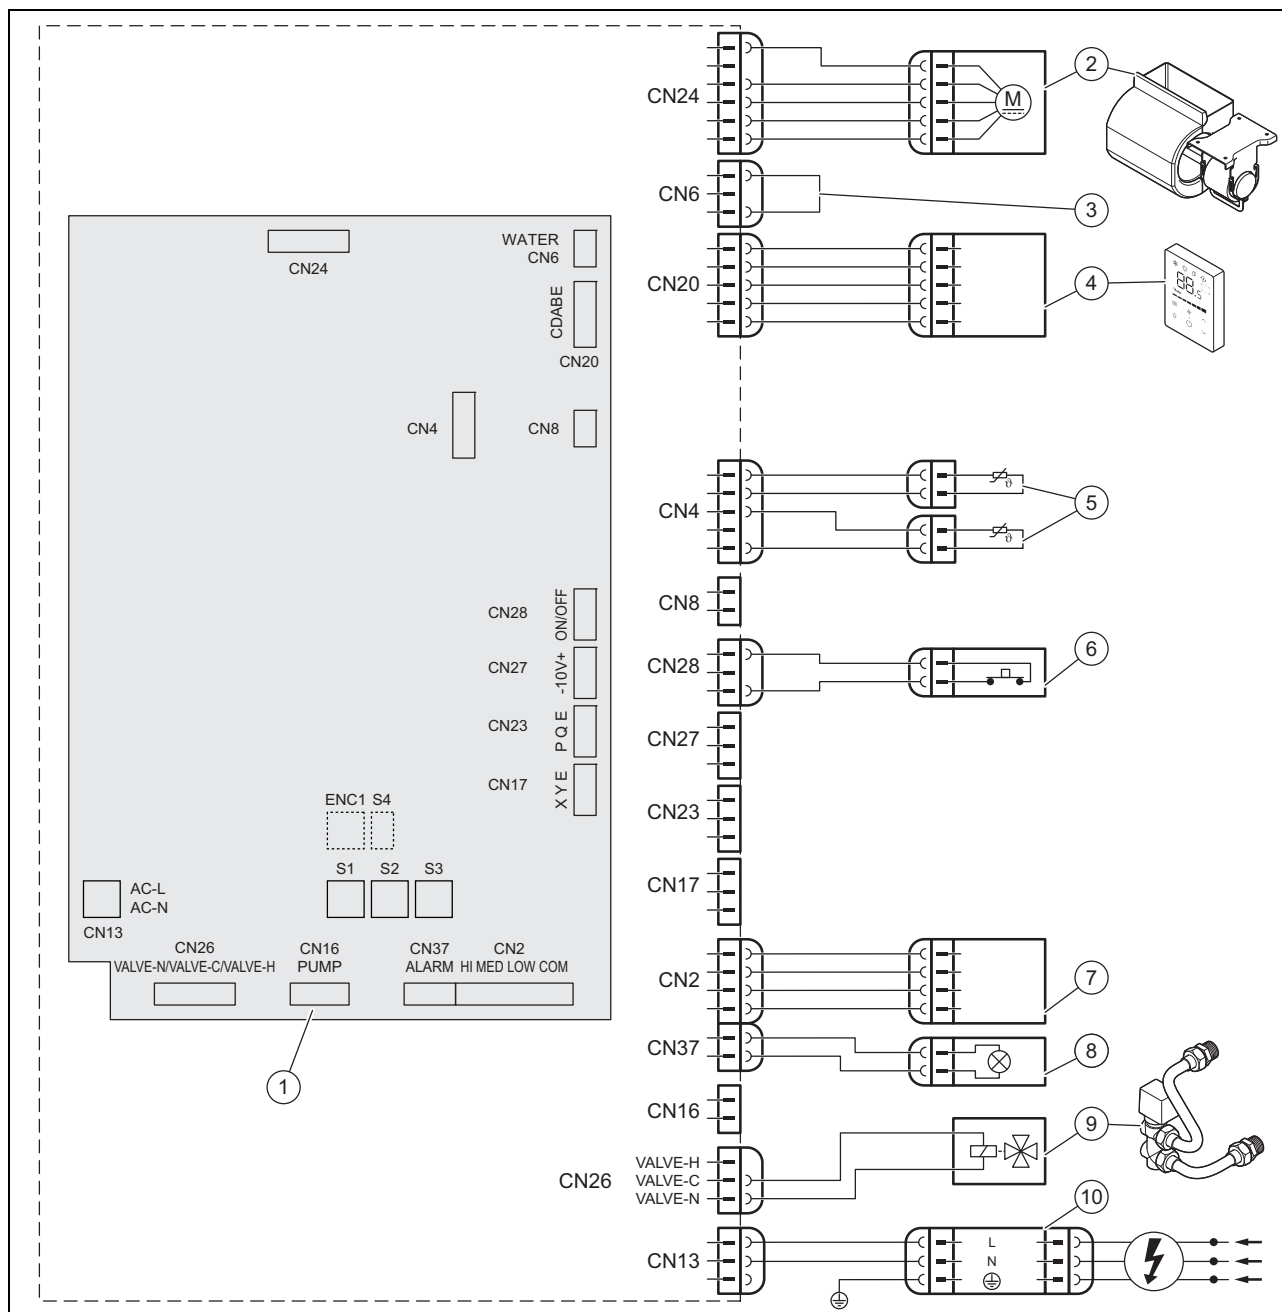 CN24
M
2
CN6
3
CN20
4
CN24
WATER
CN6
CDABE
CN20
CN4
CN8
CN28
ON/OFF
CN27
-10V+
CN23
P Q E
CN17
X Y E
ENC1 S4
S1 S2 S3
AC-L
AC-N
CN13
CN26
VALVE-N/VALVE-C/VALVE-H
CN16
PUMP
CN37 CN2
ALARM HI MED LOW COM
1
CN4
ϑ
ϑ
5
CN8
CN28
6
CN27
CN23
CN17
CN2
7
CN37
8
CN16
CN26
VALVE-H
VALVE-C
VALVE-N
9
10
CN13
L
N